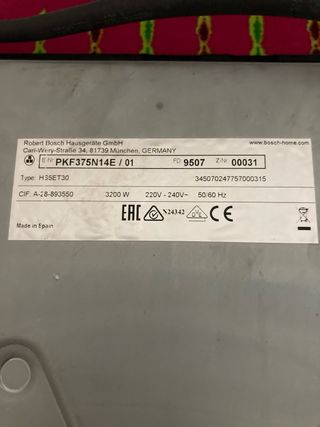 Robert Bosch Hausgeräte GmbH
Carl-Wery-Straße 34, 81739 München, GERMANY
www.bosch-home.com
E Nr PKF375N14E / 01 FD 9507 Z Nr 00031
Type: HS5ET30 345070247757000315
CIF. A-28-893550 3200 W 220V - 240V~ 50/60 Hz
EAC N24342 CE
Made in Spain